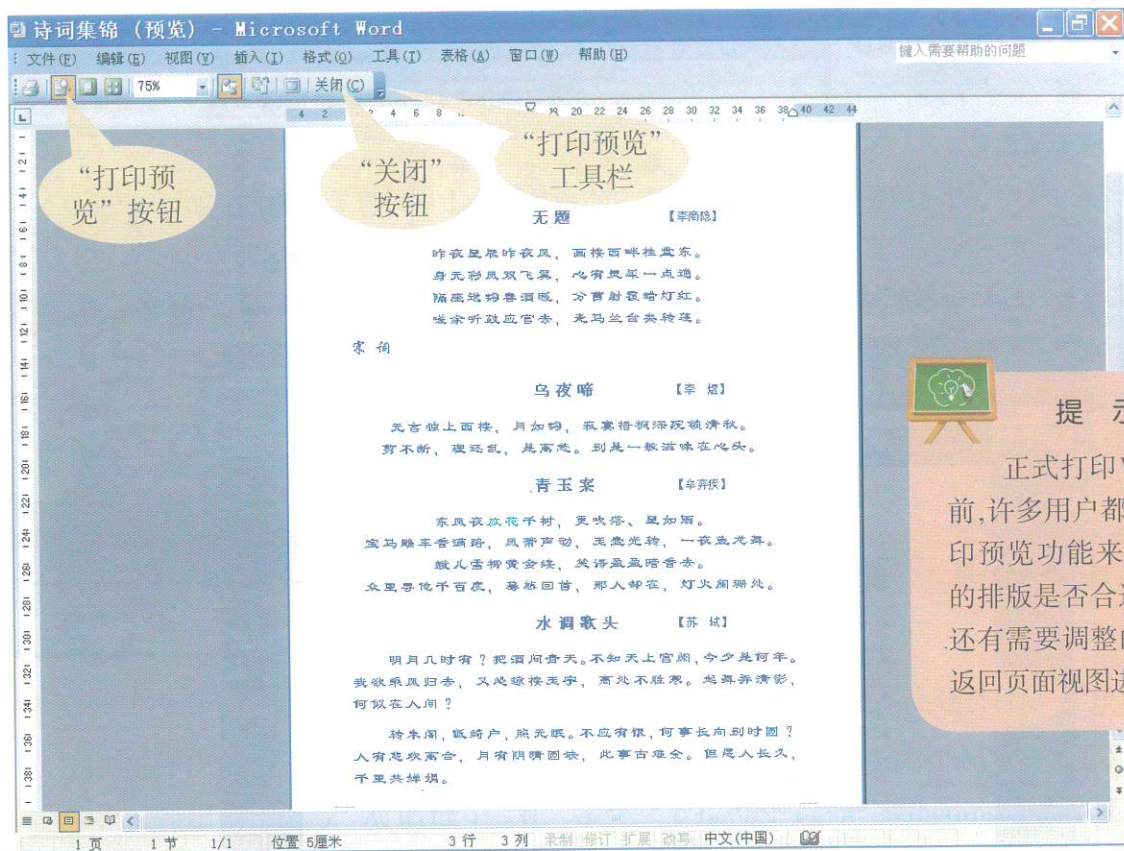 诗词集锦 (预览) - Microsoft Word
文件(F) 编辑(E) 视图(V) 插入(I) 格式(O) 工具(T) 表格(A) 窗口(W) 帮助(H)
键入需要帮助的问题
75% 关闭(C)
4 2 2 4 6 8 18 20 22 24 26 28 30 32 34 36 38 40 42 44
“打印预
览”按钮
“关闭”
按钮
“打印预览”
工具栏
无题 【李商隐】
昨夜星辰昨夜风，画楼西畔桂堂东。
身无彩凤双飞翼，心有灵犀一点通。
隔座送钩春酒暖，分曹射覆蜡灯红。
嗟余听鼓应官去，走马兰台类转蓬。
宋词
乌夜啼 【李煜】
无言独上西楼，月如钩，寂寞梧桐深院锁清秋。
剪不断，理还乱，是离愁。别是一般滋味在心头。
青玉案 【辛弃疾】
东风夜放花千树，更吹落、星如雨。
宝马雕车香满路，凤箫声动，玉壶光转，一夜鱼龙舞。
蛾儿雪柳黄金缕，笑语盈盈暗香去。
众里寻他千百度，蓦然回首，那人却在，灯火阑珊处。
水调歌头 【苏轼】
明月几时有？把酒问青天。不知天上宫阙，今夕是何年。
我欲乘风归去，又恐琼楼玉宇，高处不胜寒。起舞弄清影，
何似在人间？
转朱阁，低绮户，照无眠。不应有恨，何事长向别时圆？
人有悲欢离合，月有阴晴圆缺，此事古难全。但愿人长久，
千里共婵娟。
提
正式打印
前,许多用户都
印预览功能来
的排版是否合
还有需要调整
返回页面视图
1 页 1 节 1/1 位置 5厘米 3 行 3 列 录制 修订 扩展 改写 中文(中国)